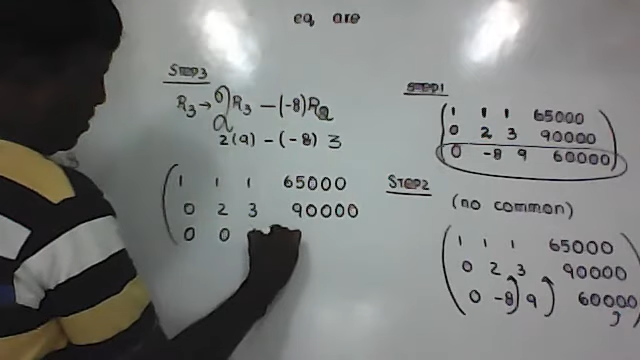 eq are
STEP3
R₃ → 2R₃ - (-8)R₂
2(9) - (-8) 3
1 1 1 65000
0 2 3 90000
0 0
STEP1
1 1 1 65000
0 2 3 90000
0 -8 9 60000
STEP2
(no common)
1 1 1 65000
0 2 3 90000
0 -8 9 60000